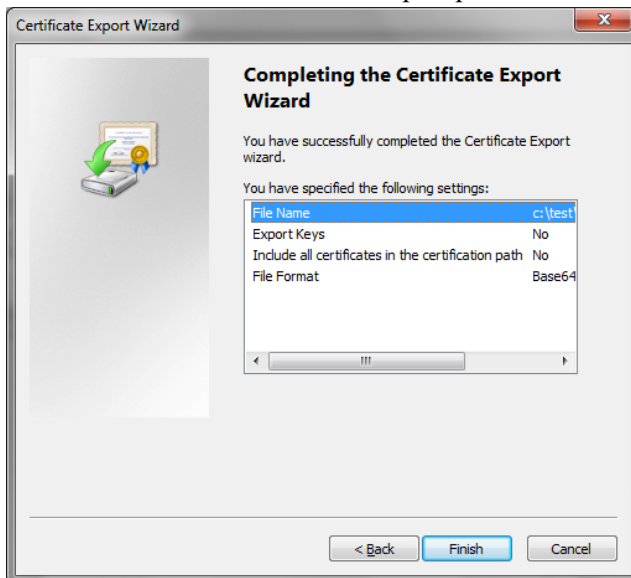 Certificate Export Wizard
Completing the Certificate Export
Wizard
You have successfully completed the Certificate Export
wizard.
You have specified the following settings:
File Name c:\test\
Export Keys No
Include all certificates in the certification path No
File Format Base64
< Back Finish Cancel